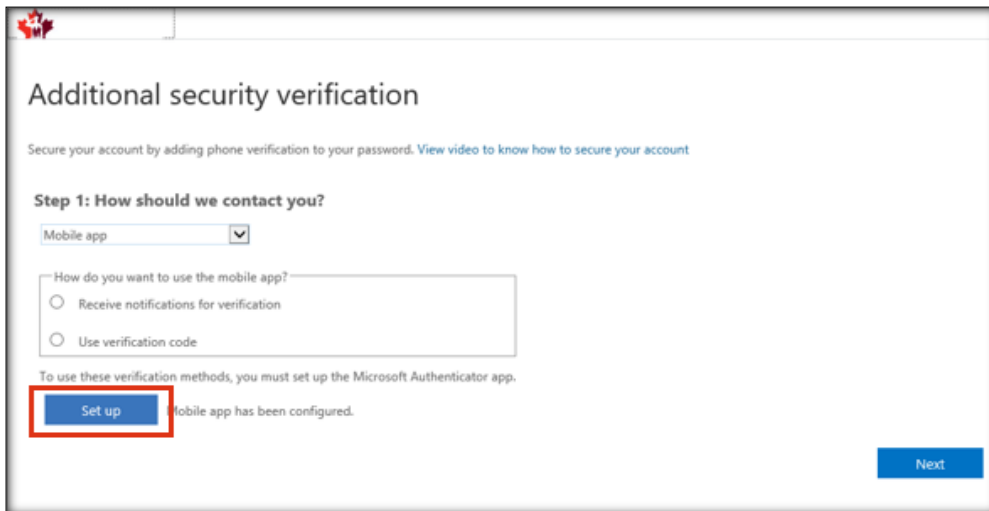 Additional security verification
Secure your account by adding phone verification to your password. View video to know how to secure your account
Step 1: How should we contact you?
Mobile app
How do you want to use the mobile app?
Receive notifications for verification
Use verification code
To use these verification methods, you must set up the Microsoft Authenticator app.
Set up Mobile app has been configured.
Next